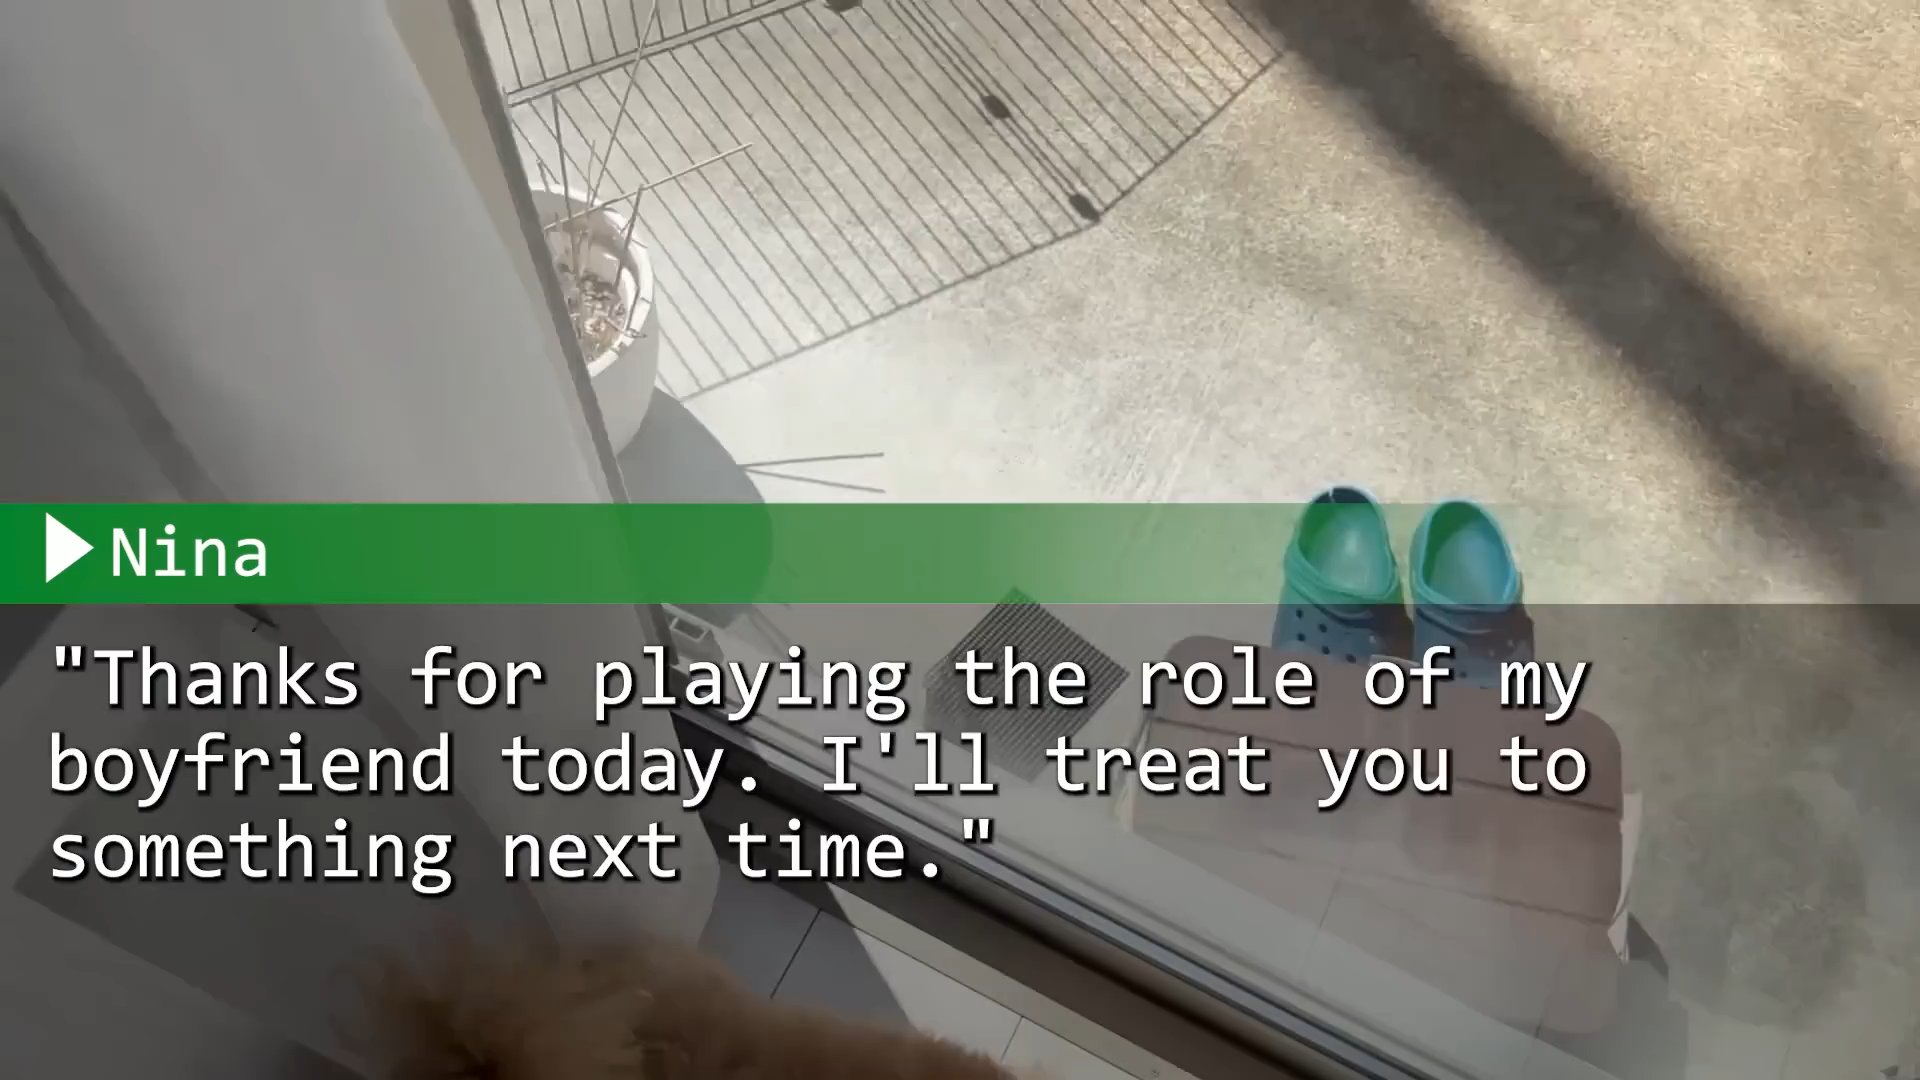 Nina
"Thanks for playing the role of my
boyfriend today. I'll treat you to
something next time."